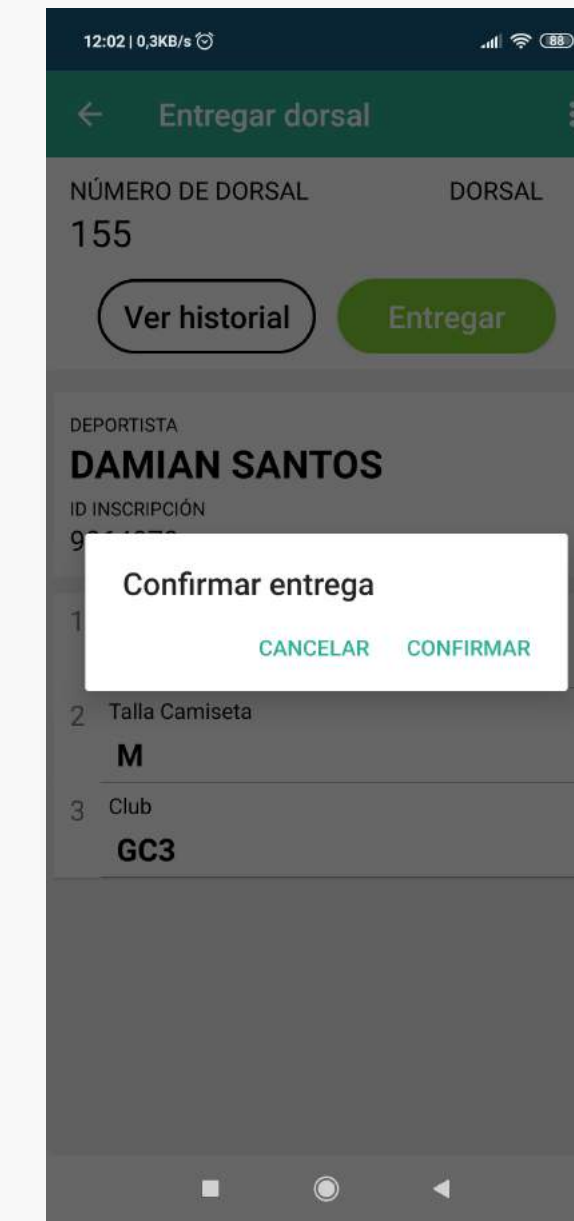 12:02 | 0,3KB/s
88
Entregar dorsal
NÚMERO DE DORSAL DORSAL
155
Ver historial Entregar
DEPORTISTA
DAMIAN SANTOS
ID INSCRIPCIÓN
Confirmar entrega
1
CANCELAR CONFIRMAR
2 Talla Camiseta
M
3 Club
GC3